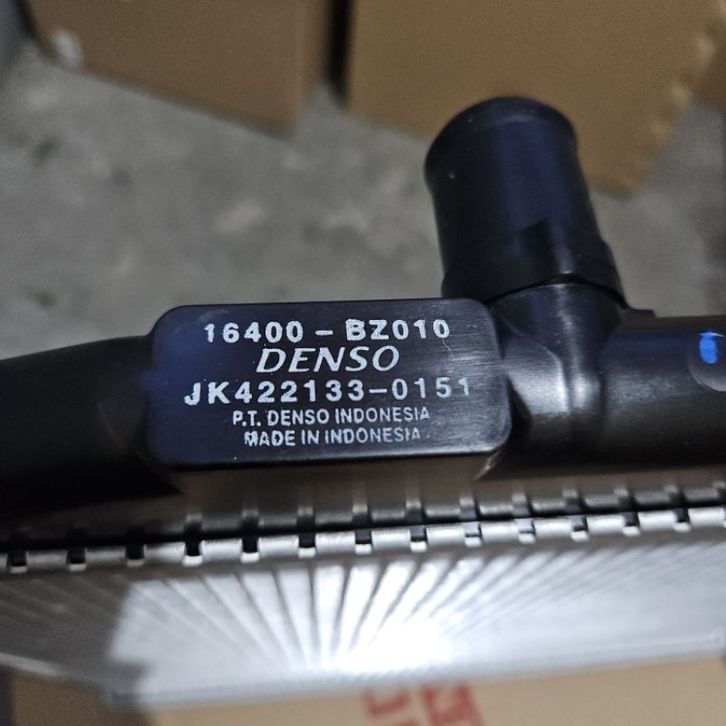 16400-BZ010
DENSO
JK422133-0151
P.T. DENSO INDONESIA
MADE IN INDONESIA